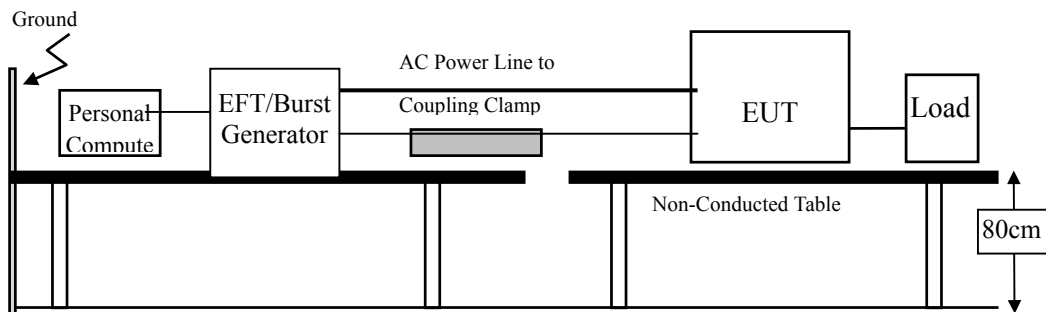 Ground
AC Power Line to
Personal
Compute
EFT/Burst
Generator
Coupling Clamp
EUT
Load
Non-Conducted Table
80cm